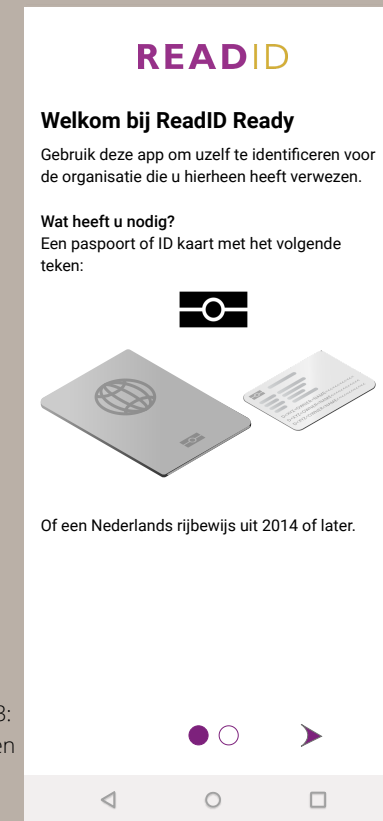 READID
Welkom bij ReadID Ready
Gebruik deze app om uzelf te identificeren voor
de organisatie die u hierheen heeft verwezen.
Wat heeft u nodig?
Een paspoort of ID kaart met het volgende
teken:
Of een Nederlands rijbewijs uit 2014 of later.
3:
en